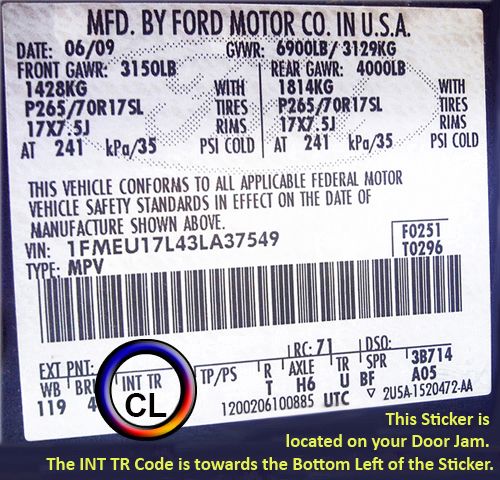 MFD. BY FORD MOTOR CO. IN U.S.A.
DATE: 06/09 GVWR: 6900LB/ 3129KG
FRONT GAWR: 3150LB REAR GAWR: 4000LB
1428KG WITH 1814KG WITH
P265/70R17SL TIRES P265/70R17SL TIRES
17X7.5J RIMS 17X7.5J RIMS
AT 241 kPa/35 PSI COLD AT 241 kPa/35 PSI COLD
THIS VEHICLE CONFORMS TO ALL APPLICABLE FEDERAL MOTOR
VEHICLE SAFETY STANDARDS IN EFFECT ON THE DATE OF
MANUFACTURE SHOWN ABOVE.
VIN: 1FMEU17L43LA37549 F0251
TYPE: MPV T0296
EXT PNT: RC: 71 DSO:
WB INT TR TP/PS R AXLE TR SPR 3B714
119 4 CL T H6 U BF A05
1200206100885 UTC ▽ 2U5A-1520472-AA
This Sticker is
located on your Door Jam.
The INT TR Code is towards the Bottom Left of the Sticker.